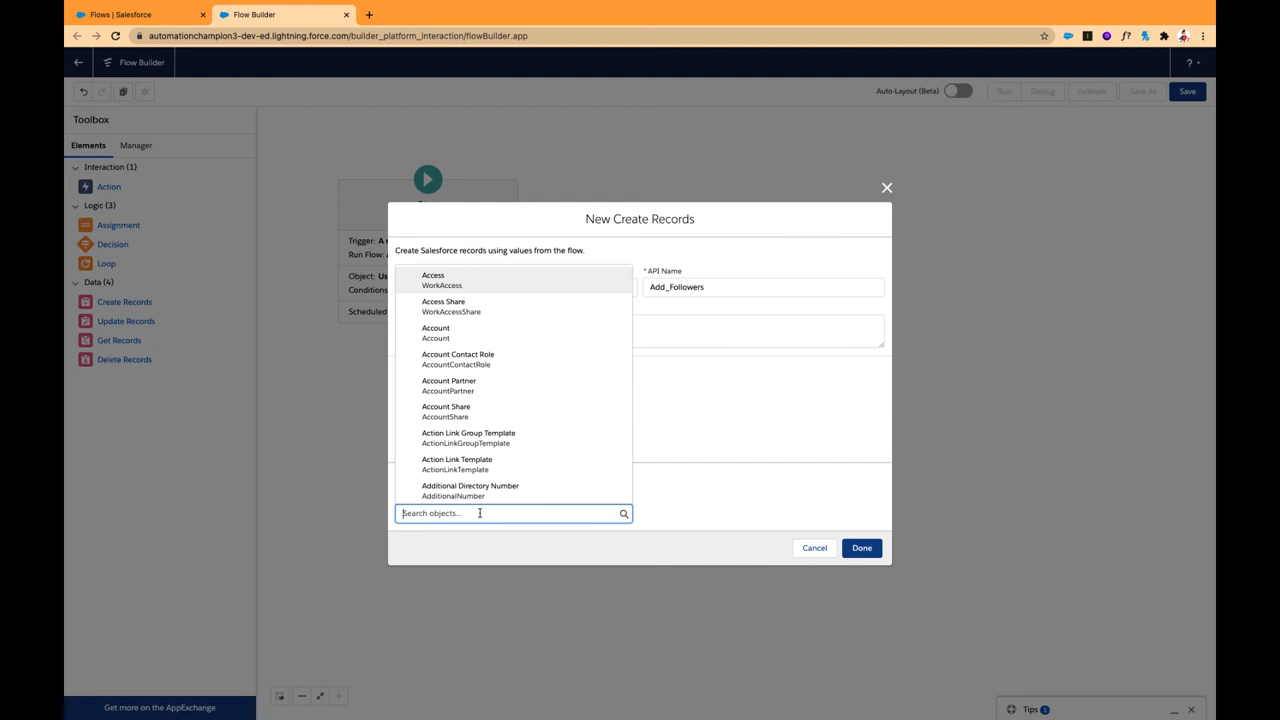 Flows | Salesforce
Flow Builder
automationchampion3-dev-ed.lightning.force.com/builder_platform_interaction/flowBuilder.app
Flow Builder
?
Auto-Layout (Beta)
Run
Debug
Activate
Save As
Save
Toolbox
Elements
Manager
Interaction (1)
Action
Logic (3)
Assignment
Decision
Loop
Data (4)
Create Records
Update Records
Get Records
Delete Records
Get more on the AppExchange
Trigger: A r
Run Flow:
Object: Us
Conditions
Scheduled
New Create Records
Create Salesforce records using values from the flow.
* API Name
Add_Followers
Access
WorkAccess
Access Share
WorkAccessShare
Account
Account
Account Contact Role
AccountContactRole
Account Partner
AccountPartner
Account Share
AccountShare
Action Link Group Template
ActionLinkGroupTemplate
Action Link Template
ActionLinkTemplate
Additional Directory Number
AdditionalNumber
Search objects...
Cancel
Done
Tips 1